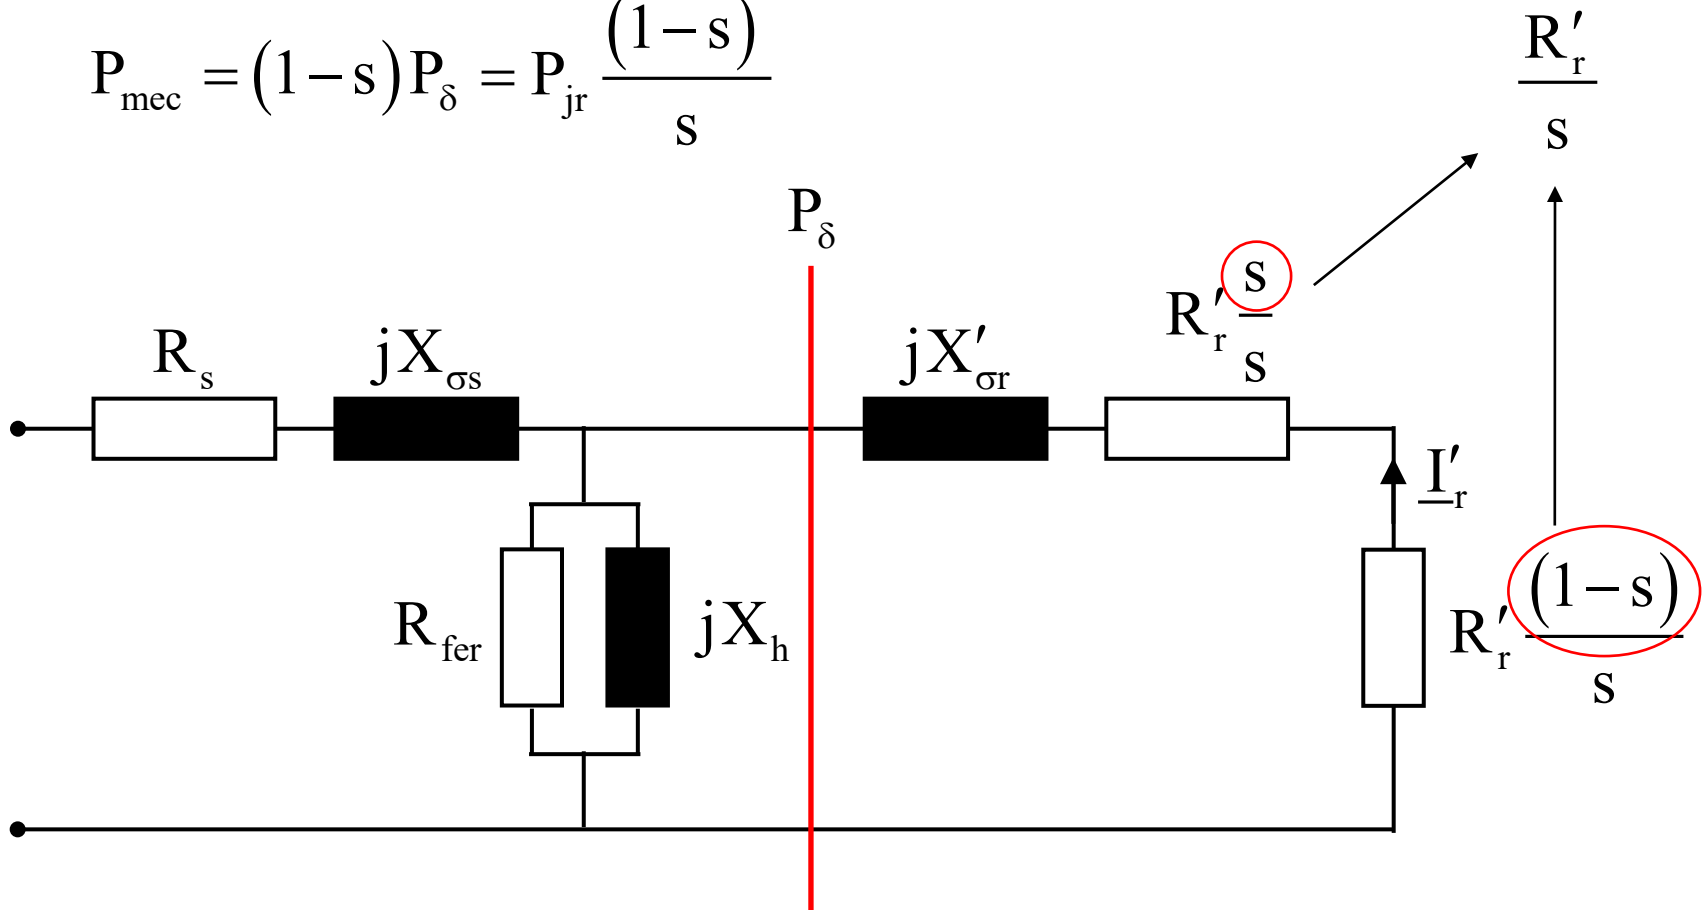 P_mec = (1 − s) P_δ = P_jr (1 − s) / s
R′_r / s
P_δ
R′_r s / s
R_s
jX_σs
jX′_σr
I′_r
R_fer
jX_h
R′_r (1 − s) / s